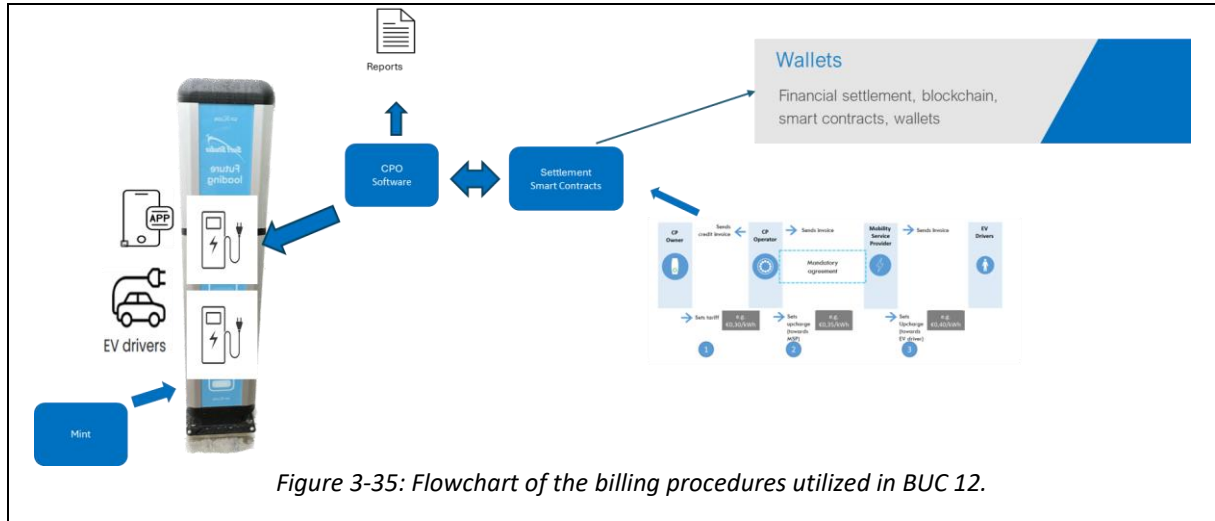 Reports
Wallets
Financial settlement, blockchain,
smart contracts, wallets
CPO
Software
Settlement
Smart Contracts
Future
loading
APP
EV drivers
Mint
CP
Owner
Sends
credit invoice
CP
Operator
Sends invoice
Mobility
Service
Provider
Sends invoice
EV
Drivers
Mandatory
agreement
Sets tariff
e.g.
€0,30/kWh
Sets
upcharge
(towards
MSP)
e.g.
€0,35/kWh
Sets
Upcharge
(towards
EV driver)
e.g.
€0,40/kWh
1
2
3
Figure 3-35: Flowchart of the billing procedures utilized in BUC 12.